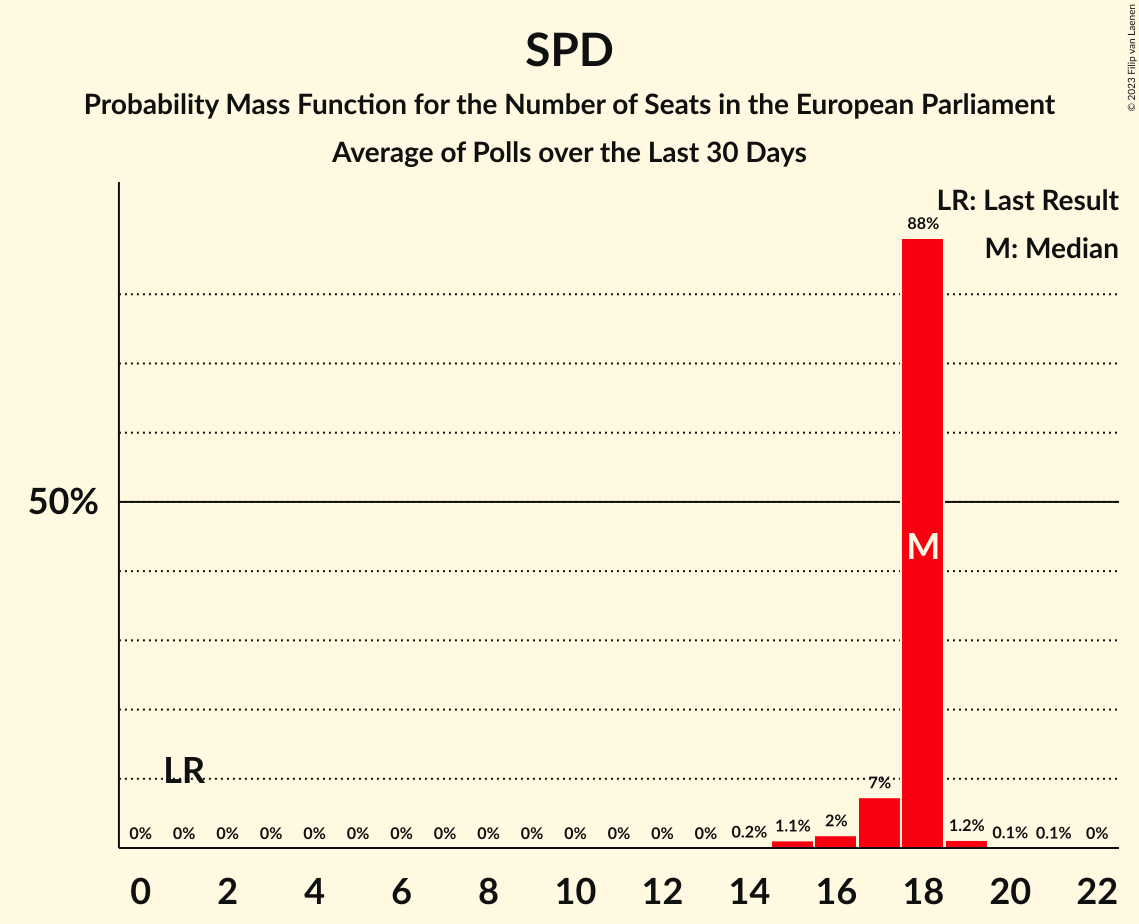 SPD
Probability Mass Function for the Number of Seats in the European Parliament
Average of Polls over the Last 30 Days
© 2023 Filip van Laenen
LR: Last Result
M: Median
88%
50%
M
LR
7%
0% 0% 0% 0% 0% 0% 0% 0% 0% 0% 0% 0% 0% 0% 0.2% 1.1% 2% 1.2% 0.1% 0.1% 0%
0 2 4 6 8 10 12 14 16 18 20 22